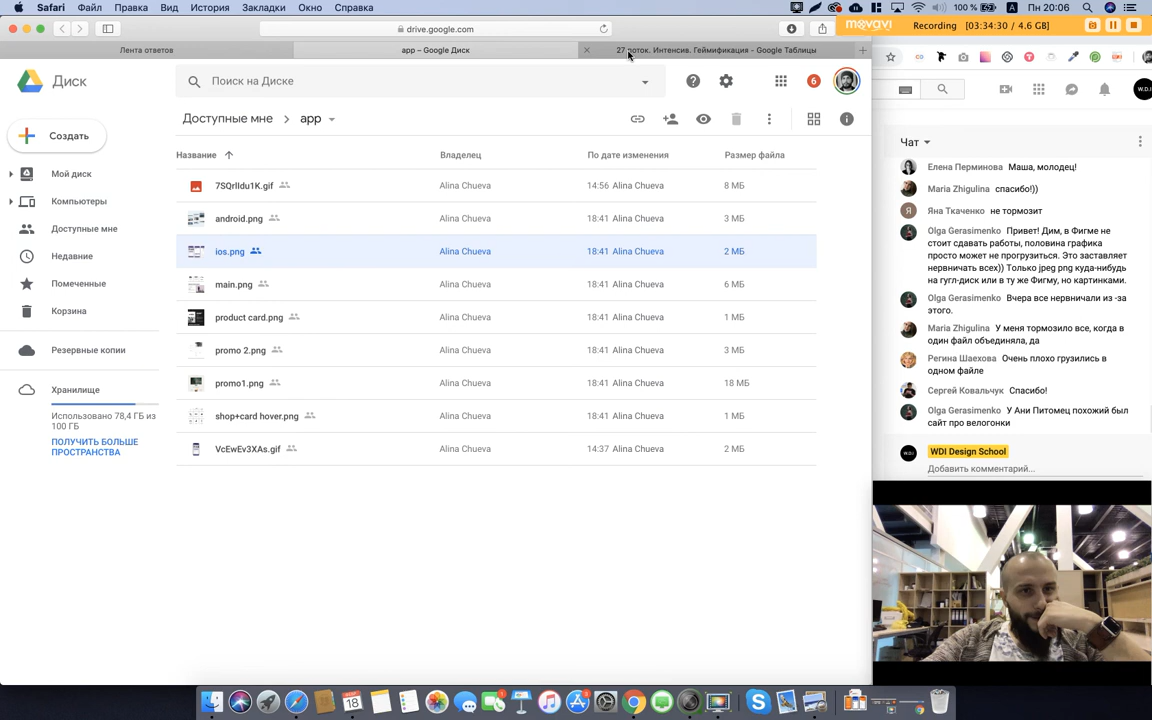 Safari Файл Правка Вид История Закладки Окно Справка 100 % Пн 20:06
drive.google.com
movavi Recording [03:34:30 / 4.6 GB]
Лента ответов app – Google Диск 27 поток. Интенсив. Геймификация - Google Таблицы
Диск Поиск на Диске 6
Доступные мне app
Создать
Название Владелец По дате изменения Размер файла
Мой диск
Компьютеры
Доступные мне
Недавние
Помеченные
Корзина
Резервные копии
Хранилище
Использовано 78,4 ГБ из
100 ГБ
ПОЛУЧИТЬ БОЛЬШЕ
ПРОСТРАНСТВА
7SQrlIdu1K.gif Alina Chueva 14:56 Alina Chueva 8 МБ
android.png Alina Chueva 18:41 Alina Chueva 3 МБ
ios.png Alina Chueva 18:41 Alina Chueva 2 МБ
main.png Alina Chueva 18:41 Alina Chueva 6 МБ
product card.png Alina Chueva 18:41 Alina Chueva 1 МБ
promo 2.png Alina Chueva 18:41 Alina Chueva 3 МБ
promo1.png Alina Chueva 18:41 Alina Chueva 18 МБ
shop+card hover.png Alina Chueva 18:41 Alina Chueva 1 МБ
VcEwEv3XAs.gif Alina Chueva 14:37 Alina Chueva 2 МБ
W.D.I
Чат
Елена Перминова Маша, молодец!
Maria Zhigulina спасибо!))
Я Яна Ткаченко не тормозит
Olga Gerasimenko Привет! Дим, в Фигме не
стоит сдавать работы, половина графика
просто может не прогрузиться. Это заставляет
нервничать всех)) Только jpeg png куда-нибудь
на гугл-диск или в ту же Фигму, но картинками.
Olga Gerasimenko Вчера все нервничали из -за
этого.
Maria Zhigulina У меня тормозило все, когда в
один файл объединяла, да
Регина Шаехова Очень плохо грузились в
одном файле
Сергей Ковальчук Спасибо!
Olga Gerasimenko У Ани Питомец похожий был
сайт про велогонки
W.D.I WDI Design School
Добавить комментарий...
18